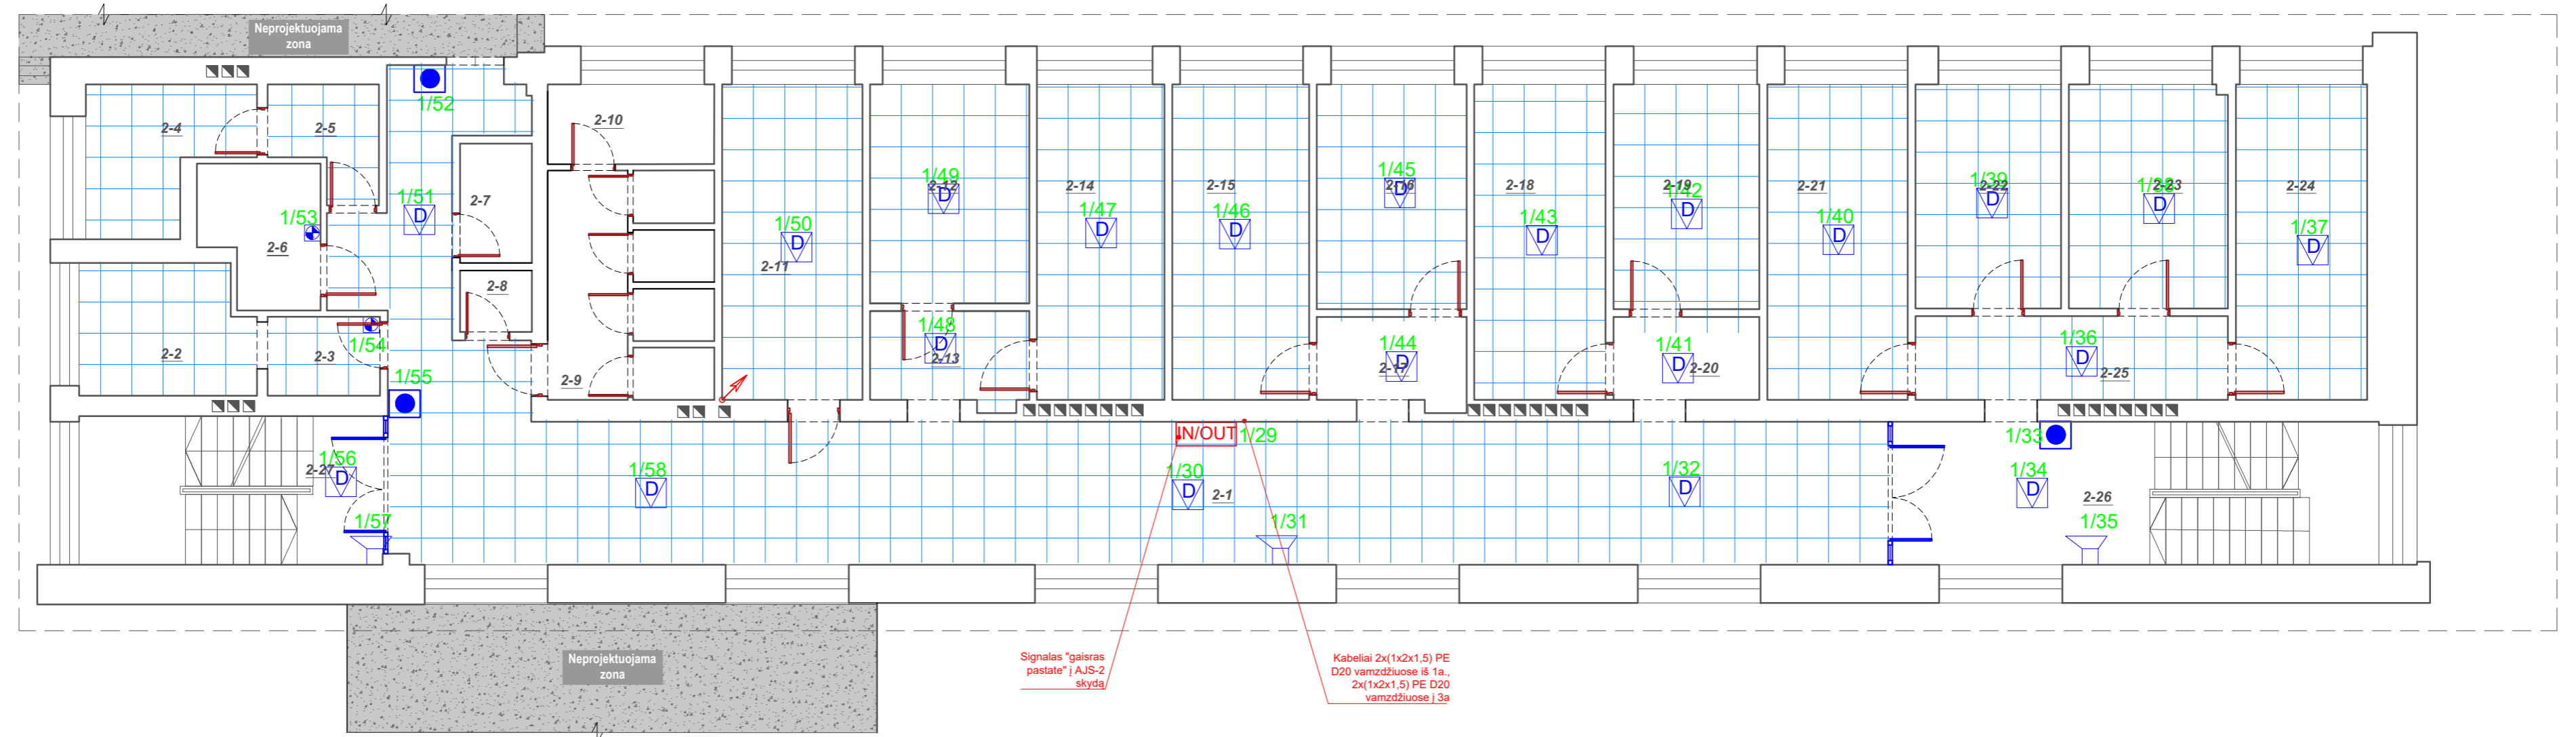 Neprojektuojama
zona
1/52
2-4
2-5
2-10
1/51
D
2-7
1/53
2-6
1/50
D
2-11
1/49
2-12
D
1/47
2-14
D
1/46
2-15
D
1/45
2-16
D
1/43
2-18
D
1/42
2-19
D
1/40
2-21
D
1/39
2-22
D
1/38
2-23
D
1/37
2-24
D
2-8
1/54
2-2
2-3
1/55
2-9
1/48
D
2-13
1/44
2-17
D
1/41
D
2-20
1/36
D
2-25
IN/OUT
1/29
1/33
1/56
2-27
D
1/58
D
1/30
D
2-1
1/32
D
1/34
D
2-26
1/57
1/31
1/35
Neprojektuojama
zona
Signalas "gaisras
pastate" į AJS-2
skydą
Kabeliai 2x(1x2x1,5) PE
D20 vamzdžiuose iš 1a.,
2x(1x2x1,5) PE D20
vamzdžiuose į 3a